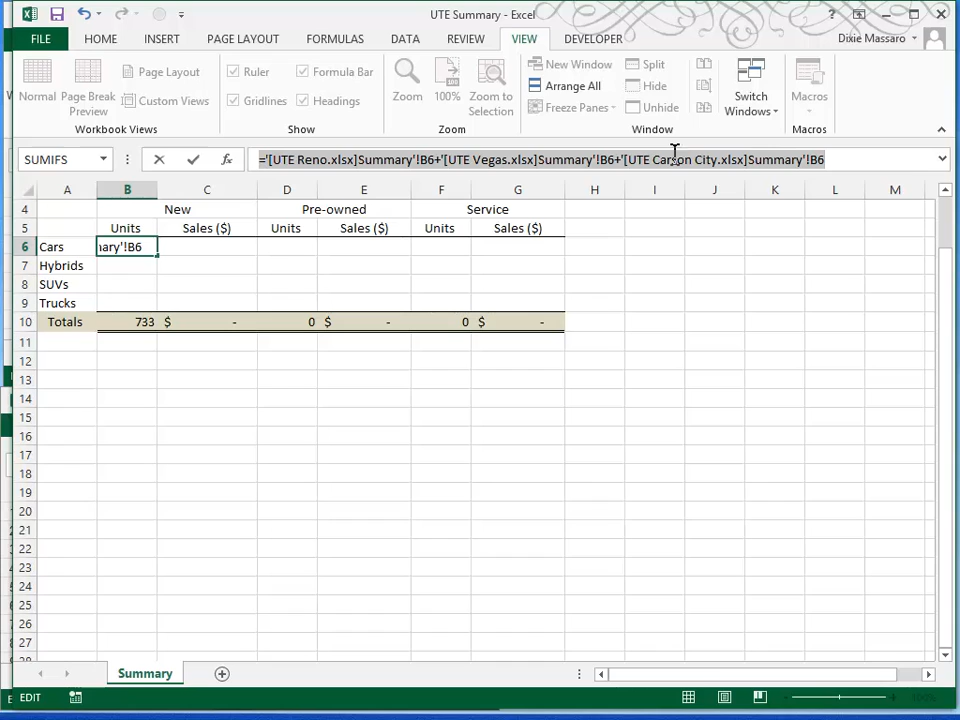 UTE Summary - Excel
?
FILE HOME INSERT PAGE LAYOUT FORMULAS DATA REVIEW VIEW DEVELOPER Dixie Massaro
Normal Page Break Preview Page Layout Custom Views
Workbook Views
Ruler Formula Bar
Gridlines Headings
Show
Zoom 100% Zoom to Selection
Zoom
New Window Split
Arrange All Hide
Freeze Panes Unhide
Switch Windows
Window
Macros
Macros
SUMIFS fx ='[UTE Reno.xlsx]Summary'!B6+'[UTE Vegas.xlsx]Summary'!B6+'[UTE Carson City.xlsx]Summary'!B6
A B C D E F G H I J K L M
4 New Pre-owned Service
5 Units Sales ($) Units Sales ($) Units Sales ($)
6 Cars nary'!B6
7 Hybrids
8 SUVs
9 Trucks
10 Totals 733 $ - 0 $ - 0 $ -
11
12
13
14
15
16
17
18
19
20
21
22
23
24
25
26
27
28
Summary
EDIT